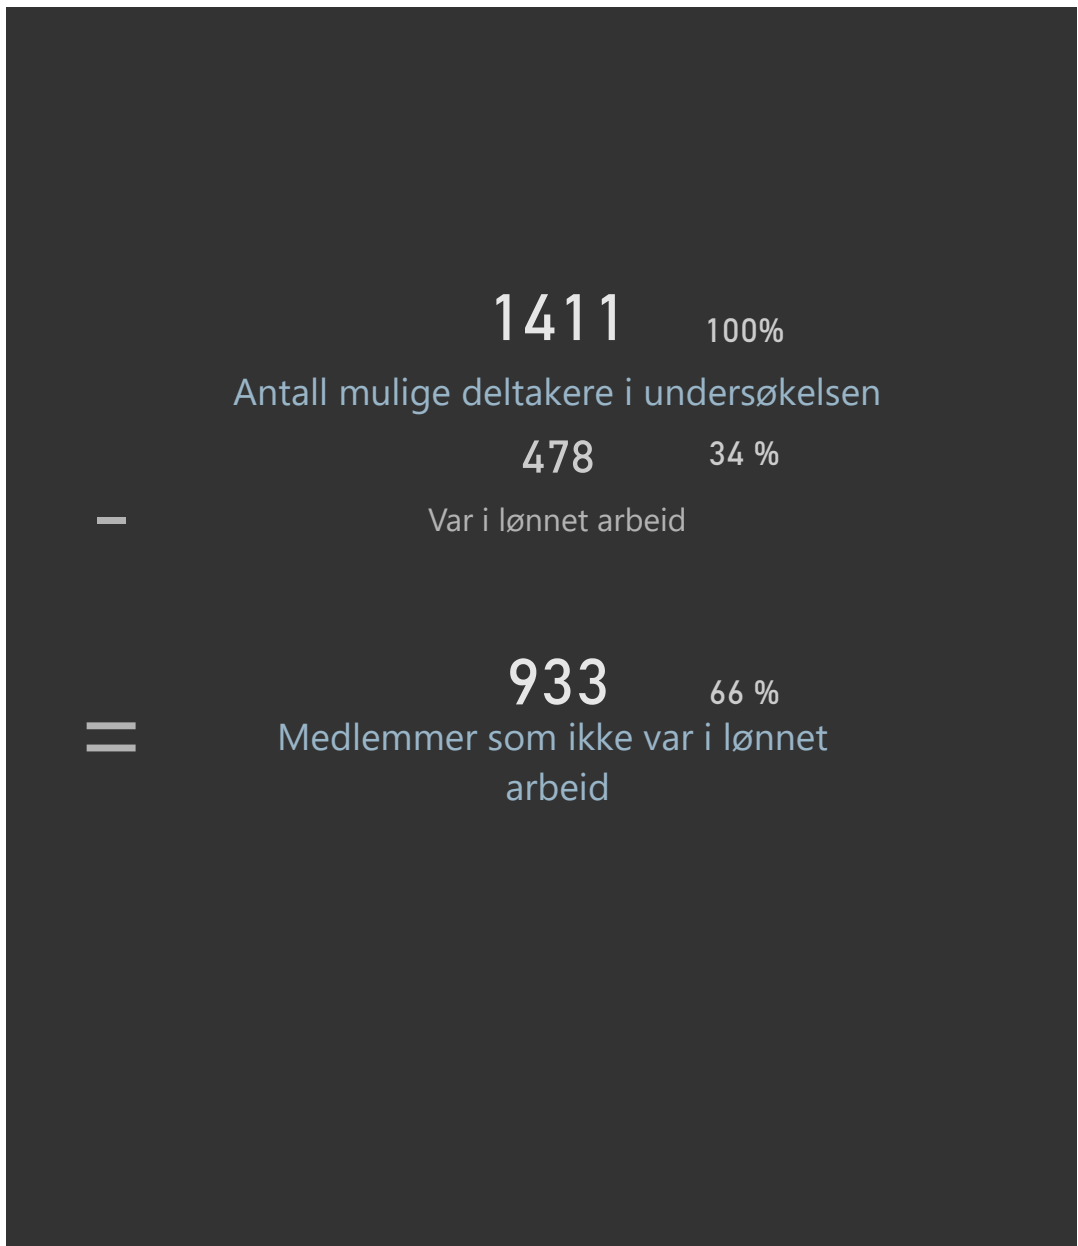 1411 100%
Antall mulige deltakere i undersøkelsen
478 34 %
- Var i lønnet arbeid
933 66 %
= Medlemmer som ikke var i lønnet
arbeid